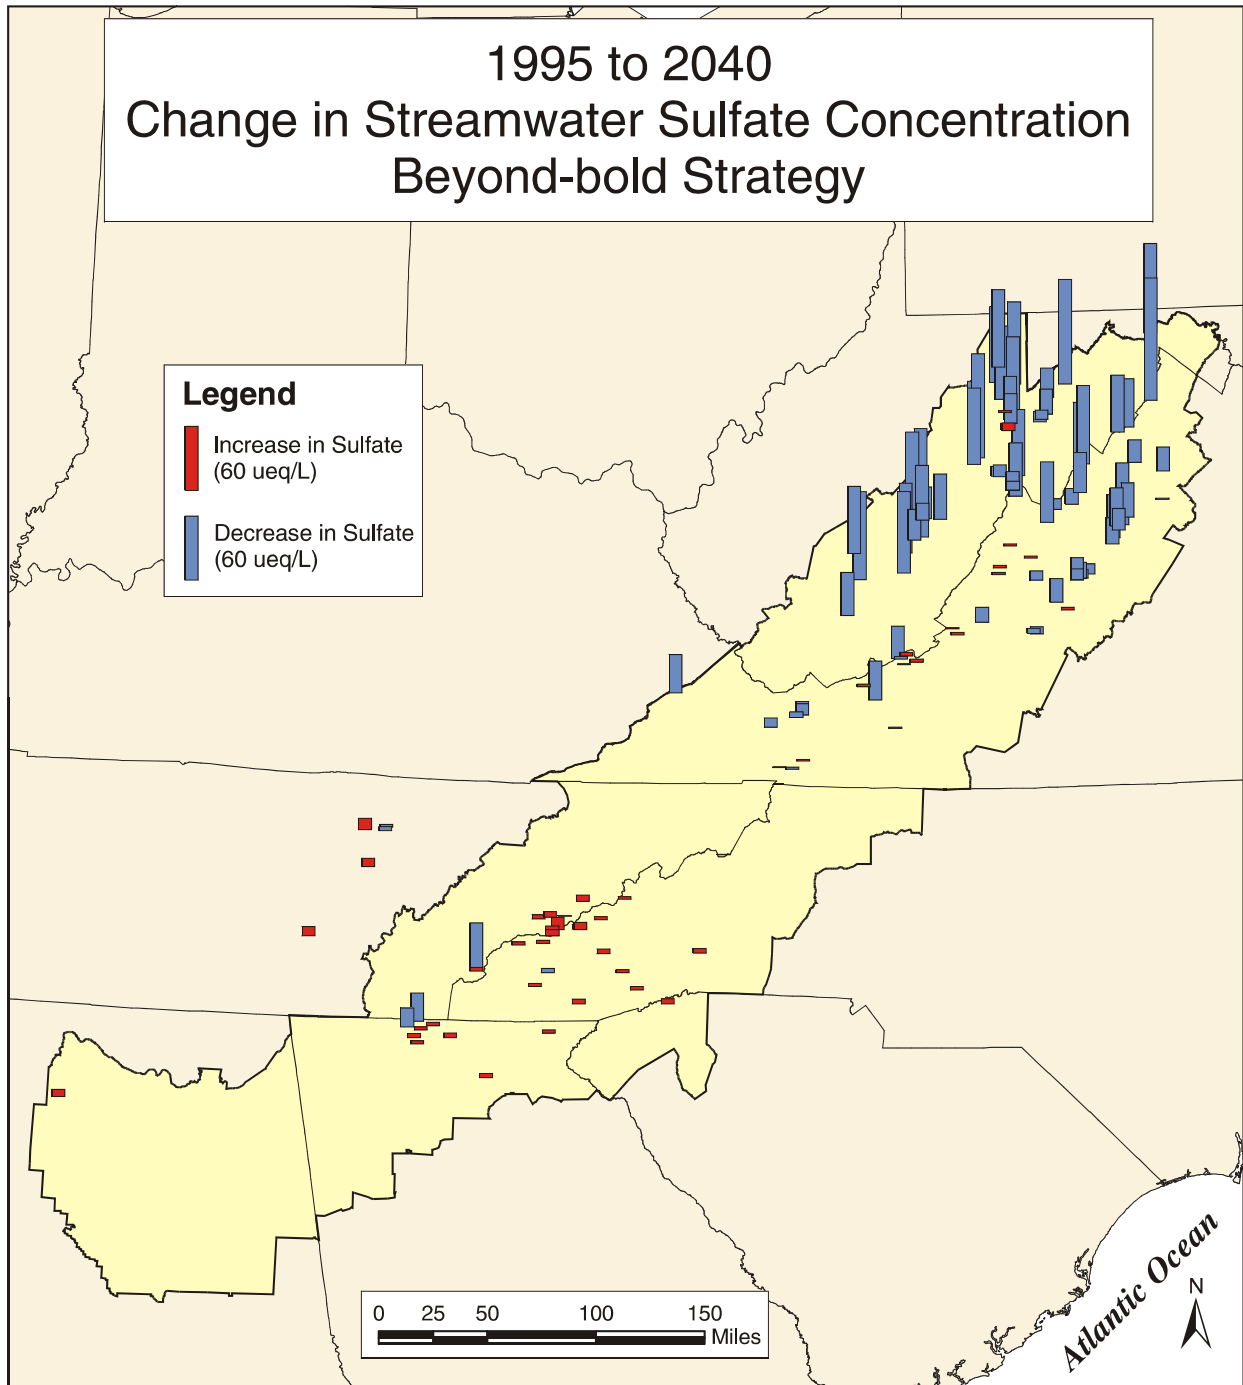 1995 to 2040
Change in Streamwater Sulfate Concentration
Beyond-bold Strategy
Legend
Increase in Sulfate
(60 ueq/L)
Decrease in Sulfate
(60 ueq/L)
0 25 50 100 150
Miles
Atlantic Ocean
N